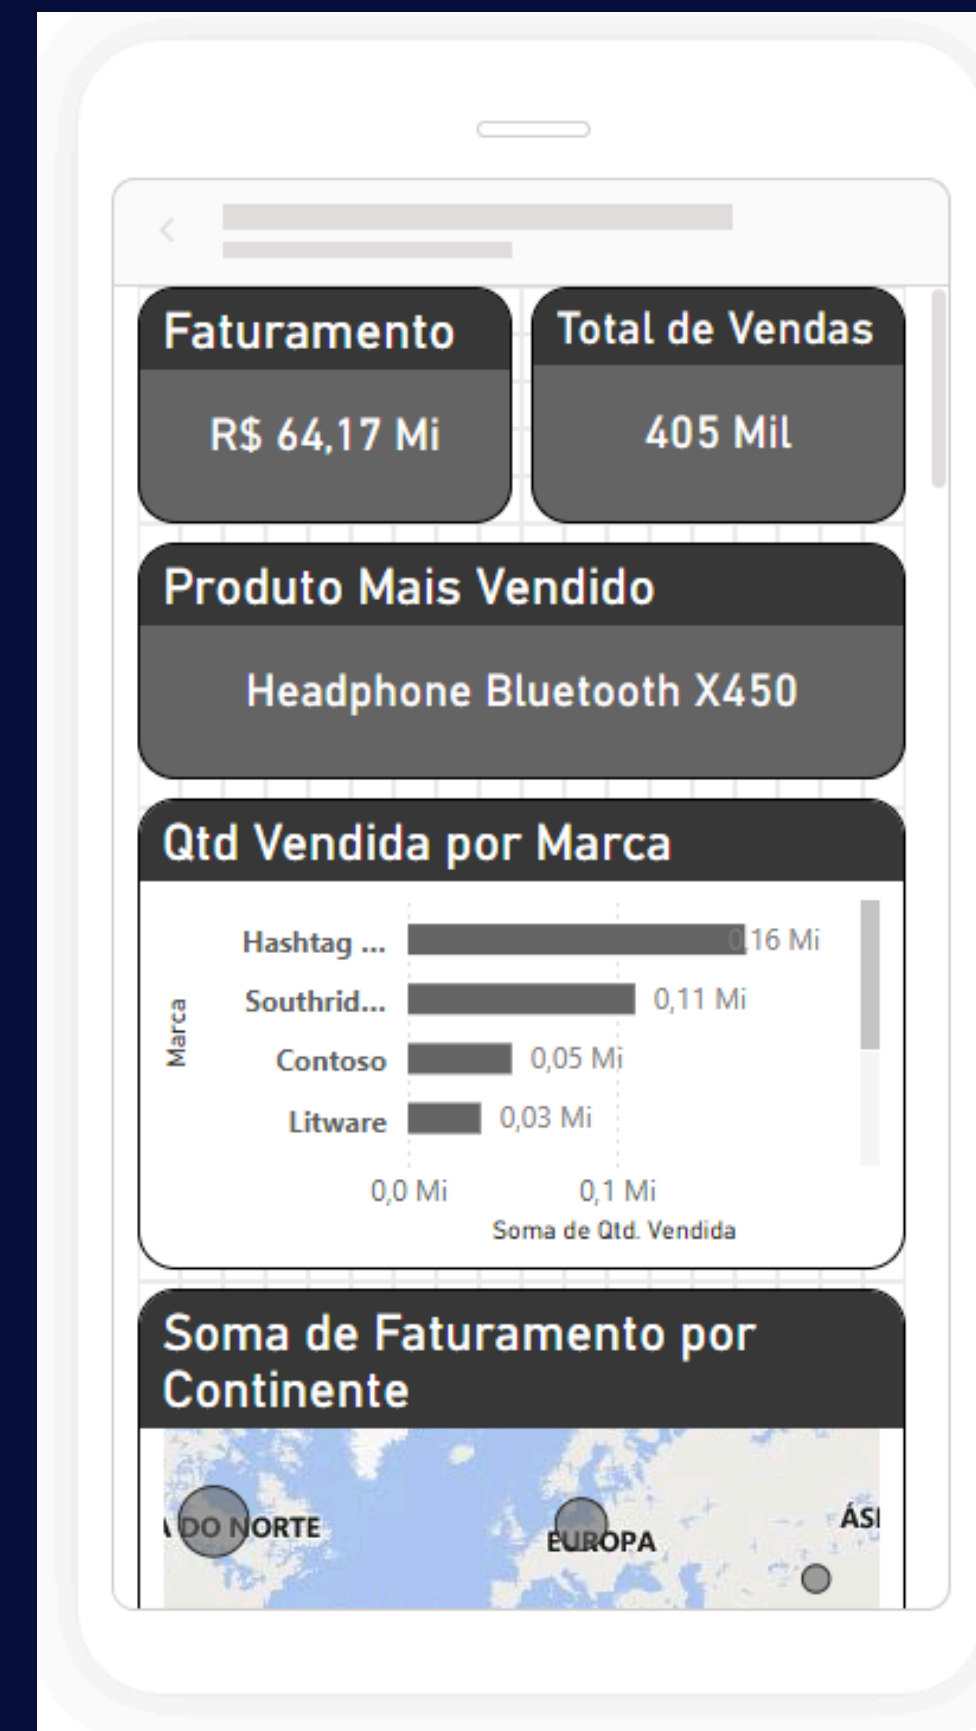 Faturamento
R$ 64,17 Mi
Total de Vendas
405 Mil
Produto Mais Vendido
Headphone Bluetooth X450
Qtd Vendida por Marca
Marca
Hashtag ... 0,16 Mi
Southrid... 0,11 Mi
Contoso 0,05 Mi
Litware 0,03 Mi
0,0 Mi 0,1 Mi
Soma de Qtd. Vendida
Soma de Faturamento por
Continente
A DO NORTE
EUROPA
ÁSI